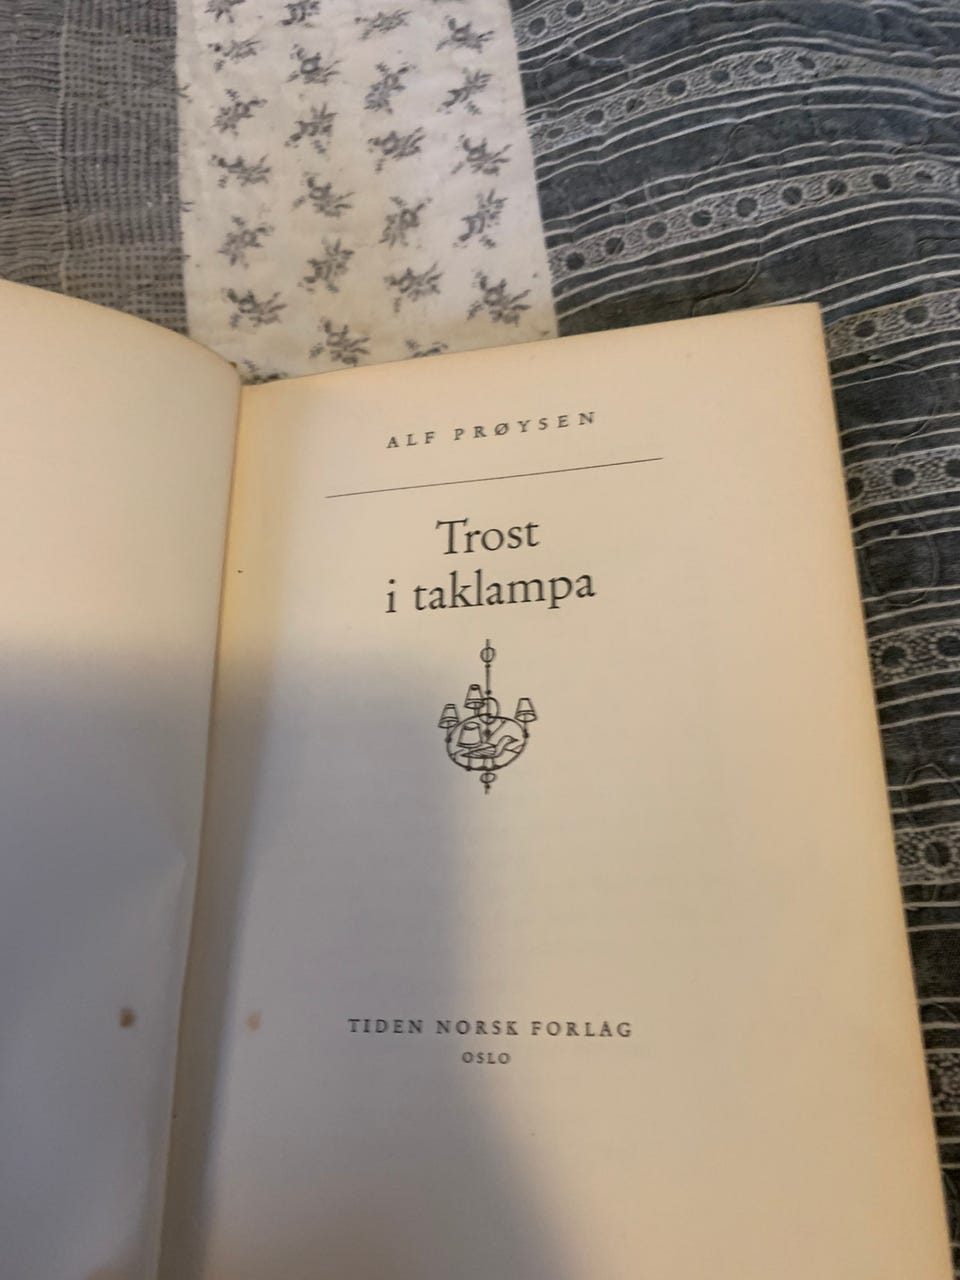 ALF PRØYSEN
Trost
i taklampa
TIDEN NORSK FORLAG
OSLO